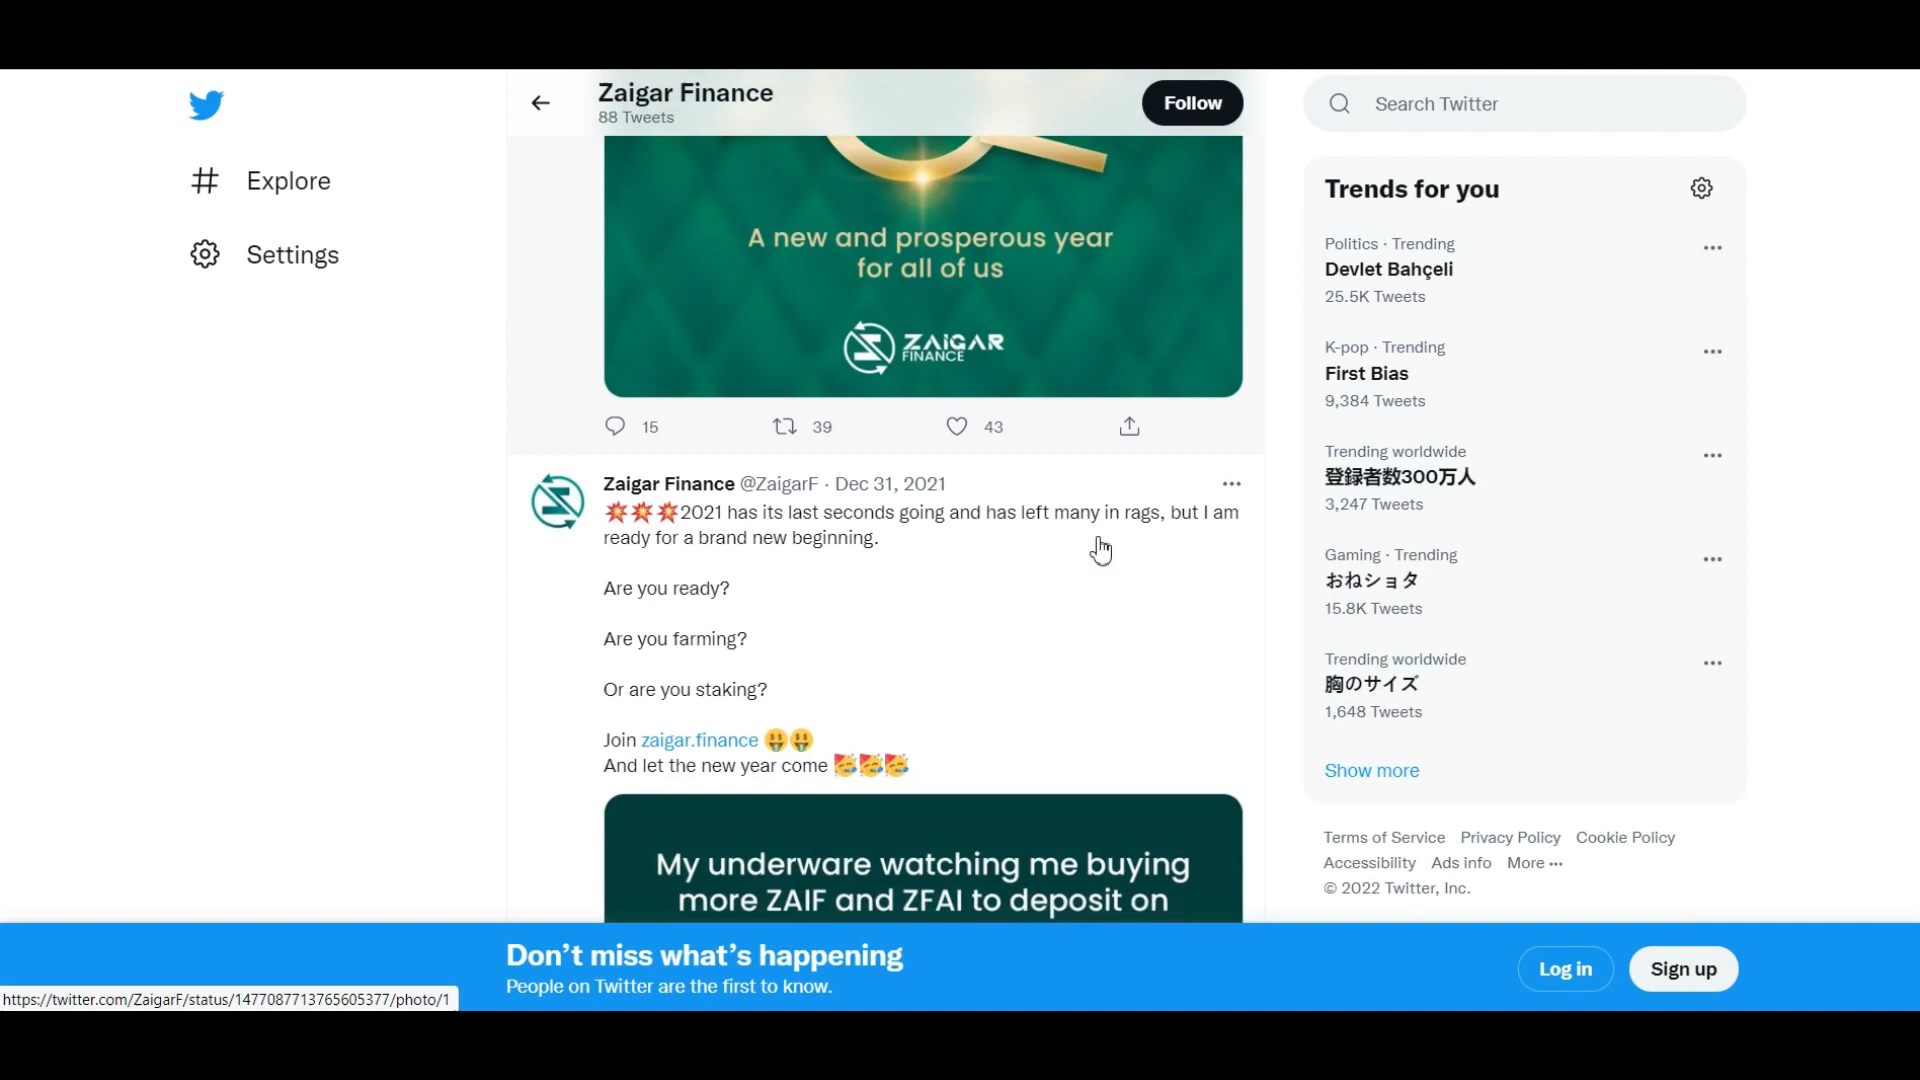 Zaigar Finance
88 Tweets
Follow
Search Twitter
Explore
Settings
A new and prosperous year
for all of us
ZAIGAR
FINANCE
15
39
43
Zaigar Finance @ZaigarF · Dec 31, 2021
💥💥💥2021 has its last seconds going and has left many in rags, but I am
ready for a brand new beginning.
Are you ready?
Are you farming?
Or are you staking?
Join zaigar.finance 🤑🤑
And let the new year come 🥳🥳🥳
My underware watching me buying
more ZAIF and ZFAI to deposit on
Trends for you
Politics · Trending
Devlet Bahçeli
25.5K Tweets
K-pop · Trending
First Bias
9,384 Tweets
Trending worldwide
登録者数300万人
3,247 Tweets
Gaming · Trending
おねショタ
15.8K Tweets
Trending worldwide
胸のサイズ
1,648 Tweets
Show more
Terms of Service Privacy Policy Cookie Policy
Accessibility Ads info More ···
© 2022 Twitter, Inc.
Don't miss what's happening
People on Twitter are the first to know.
Log in
Sign up
https://twitter.com/ZaigarF/status/1477087713765605377/photo/1